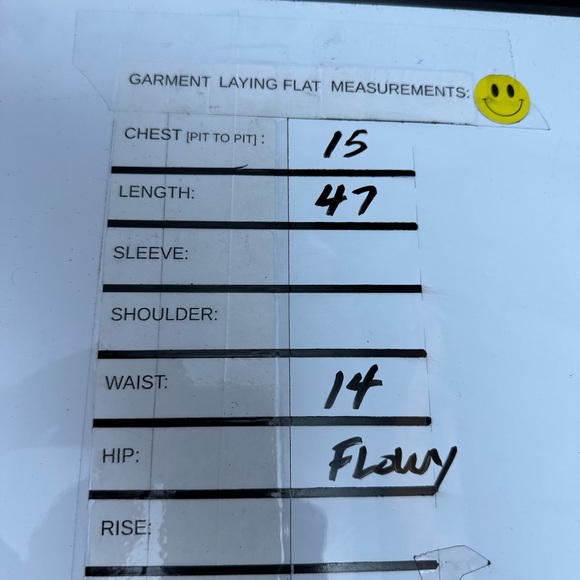 GARMENT LAYING FLAT MEASUREMENTS:
CHEST [PIT TO PIT] : 15
LENGTH: 47
SLEEVE:
SHOULDER:
WAIST: 14
HIP: FLOWY
RISE: